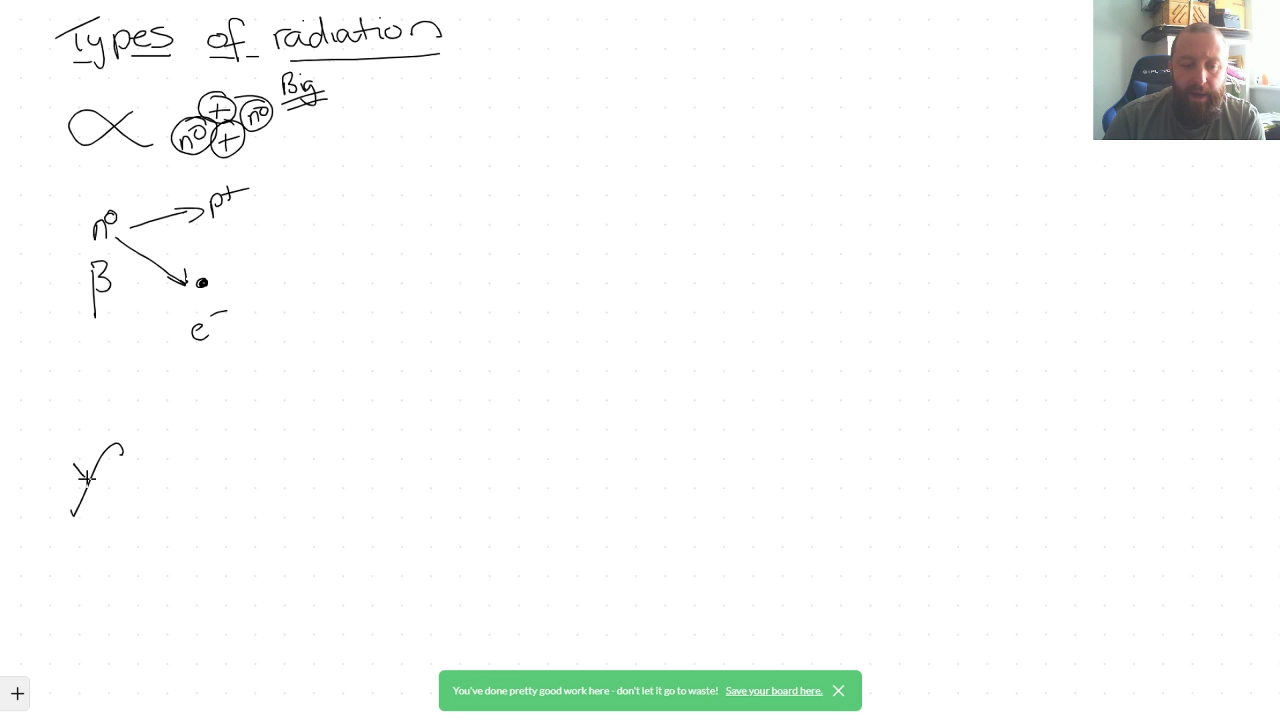 Types of radiation
Big
∝ n⁰ + + n⁰
n⁰ → p+
β
e⁻
γ
You've done pretty good work here - don't let it go to waste! Save your board here.